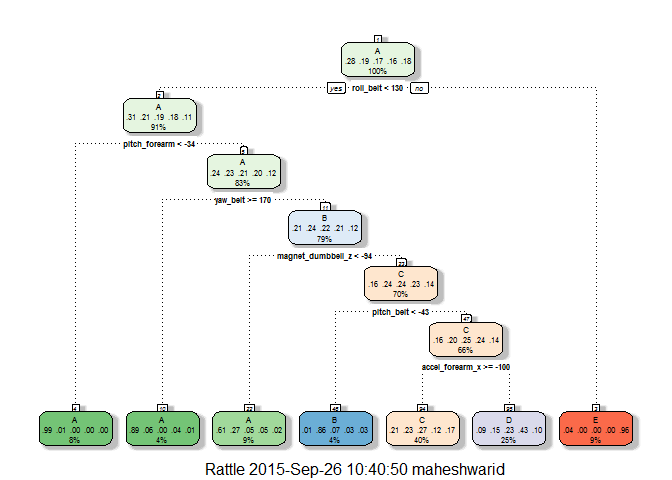 1
A
.28 .19 .17 .16 .18
100%
yes roll_belt < 130 no
2
A
.31 .21 .19 .18 .11
91%
pitch_forearm < -34
5
A
.24 .23 .21 .20 .12
83%
yaw_belt >= 170
11
B
.21 .24 .22 .21 .12
79%
magnet_dumbbell_z < -94
23
C
.16 .24 .24 .23 .14
70%
pitch_belt < -43
47
C
.16 .20 .25 .24 .14
66%
accel_forearm_x >= -100
4 10 22 46 94 95 3
A A A B C D E
.99 .01 .00 .00 .00 .89 .06 .00 .04 .01 .61 .27 .05 .05 .02 .01 .86 .07 .03 .03 .21 .23 .27 .12 .17 .09 .15 .23 .43 .10 .04 .00 .00 .00 .96
8% 4% 9% 4% 40% 25% 9%
Rattle 2015-Sep-26 10:40:50 maheshwarid